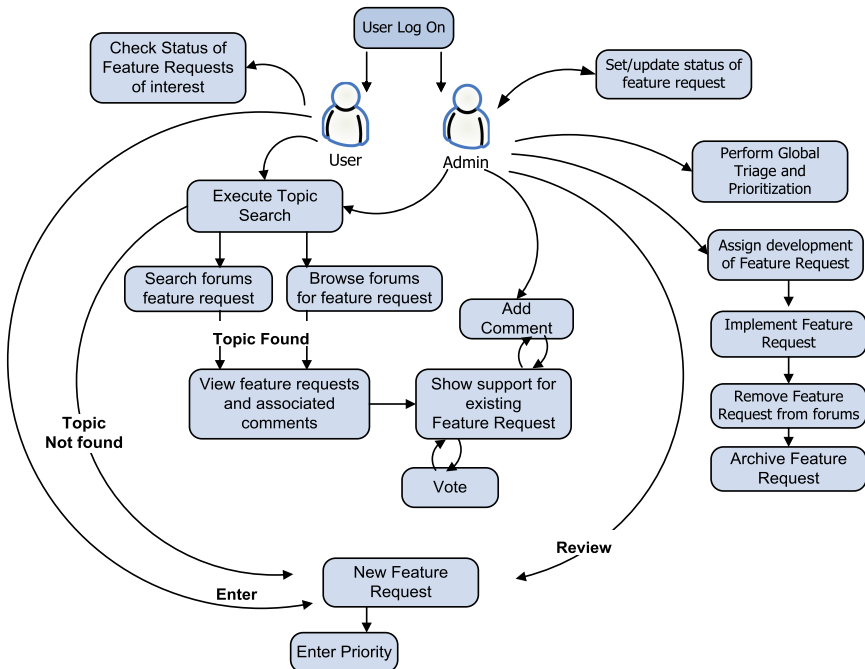 User Log On
Check Status of
Feature Requests
of interest
Set/update status of
feature request
User
Admin
Perform Global
Triage and
Prioritization
Execute Topic
Search
Assign development
of Feature Request
Search forums
feature request
Browse forums
for feature request
Add
Comment
Implement Feature
Request
Topic Found
View feature requests
and associated
comments
Show support for
existing
Feature Request
Remove Feature
Request from forums
Topic
Not found
Archive Feature
Request
Vote
Review
New Feature
Request
Enter
Enter Priority